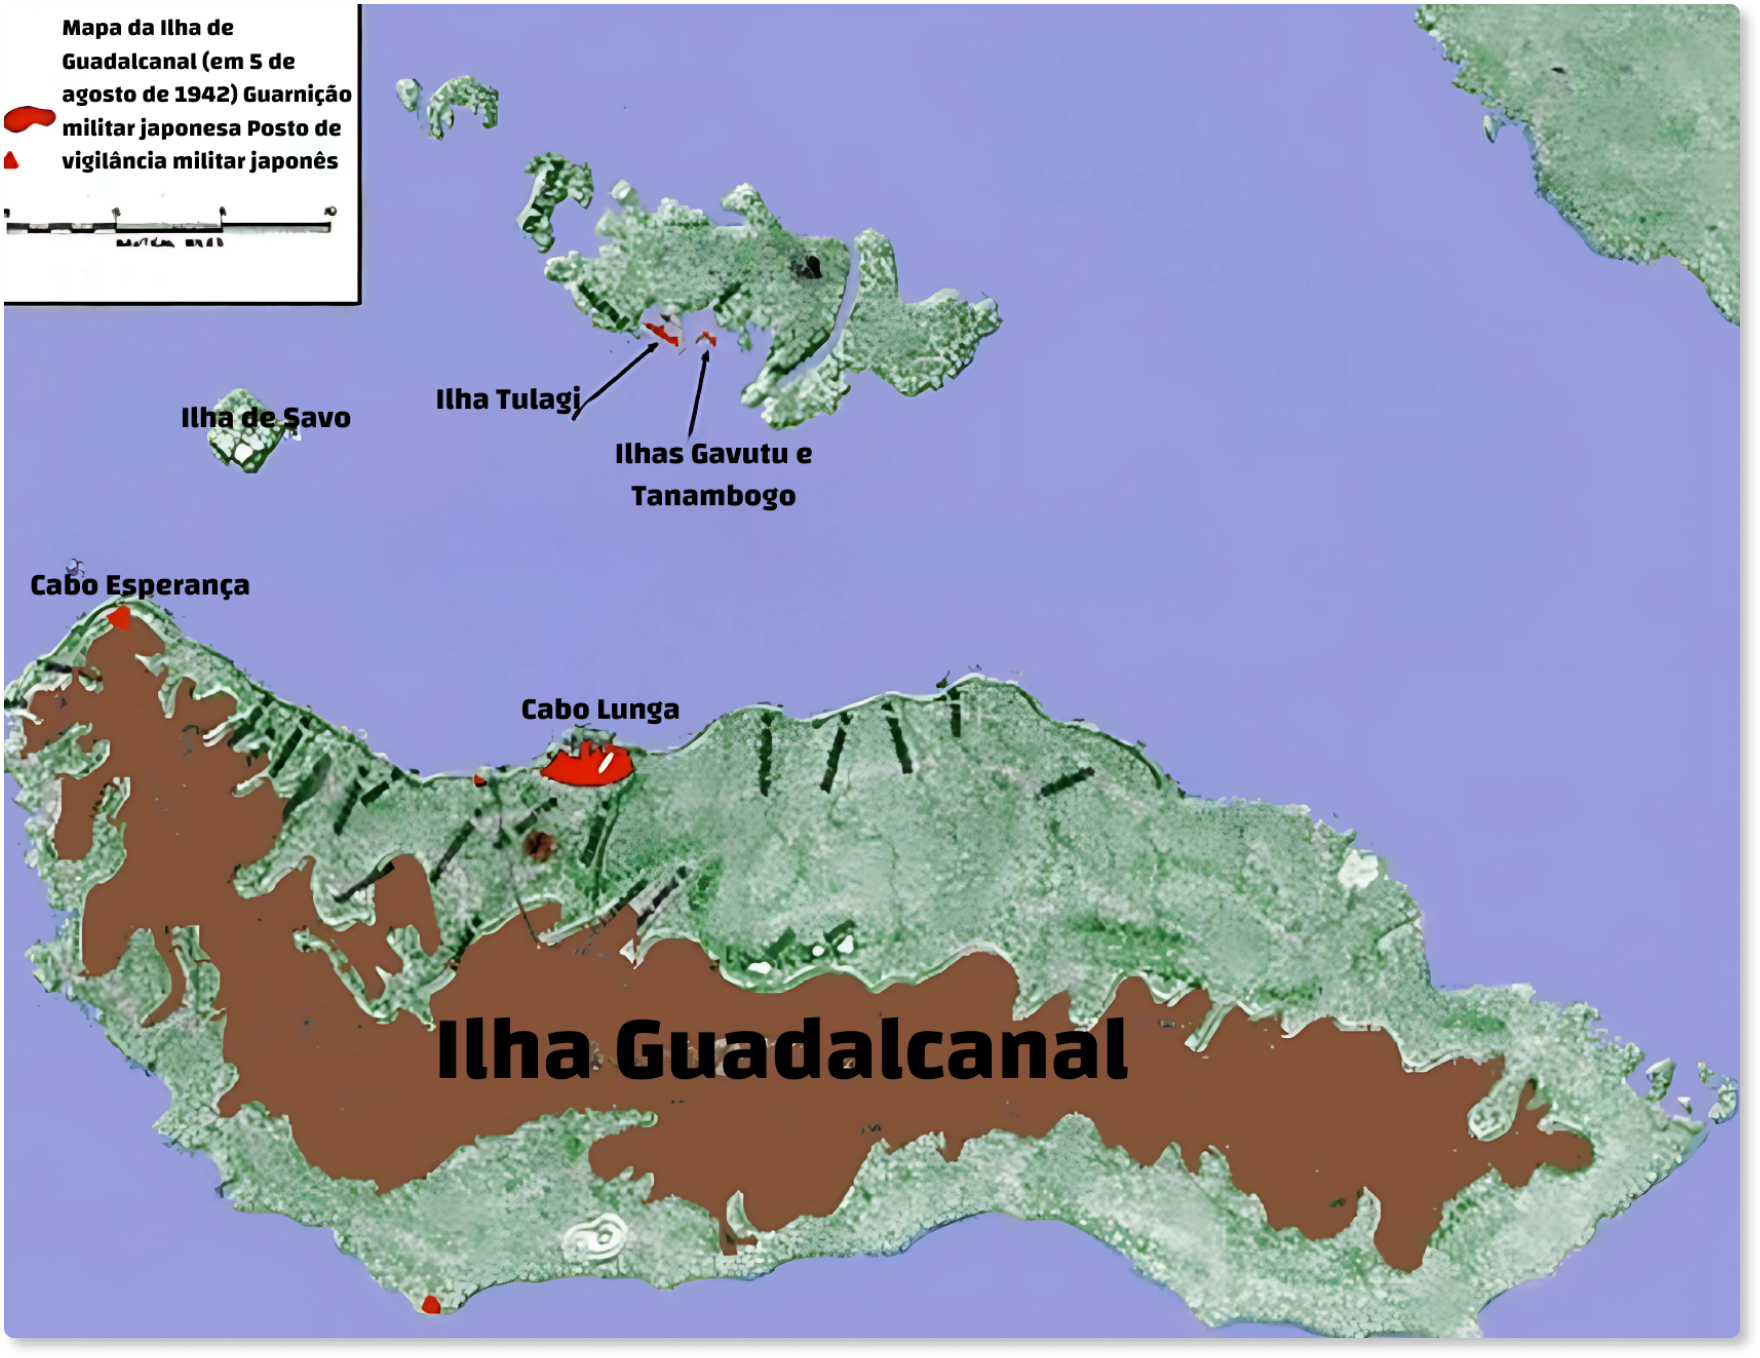 Mapa da Ilha de
Guadalcanal (em 5 de
agosto de 1942) Guarnição
militar japonesa Posto de
vigilância militar japonês
Ilha Tulagi
Ilha de Savo
Ilhas Gavutu e
Tanambogo
Cabo Esperança
Cabo Lunga
Ilha Guadalcanal